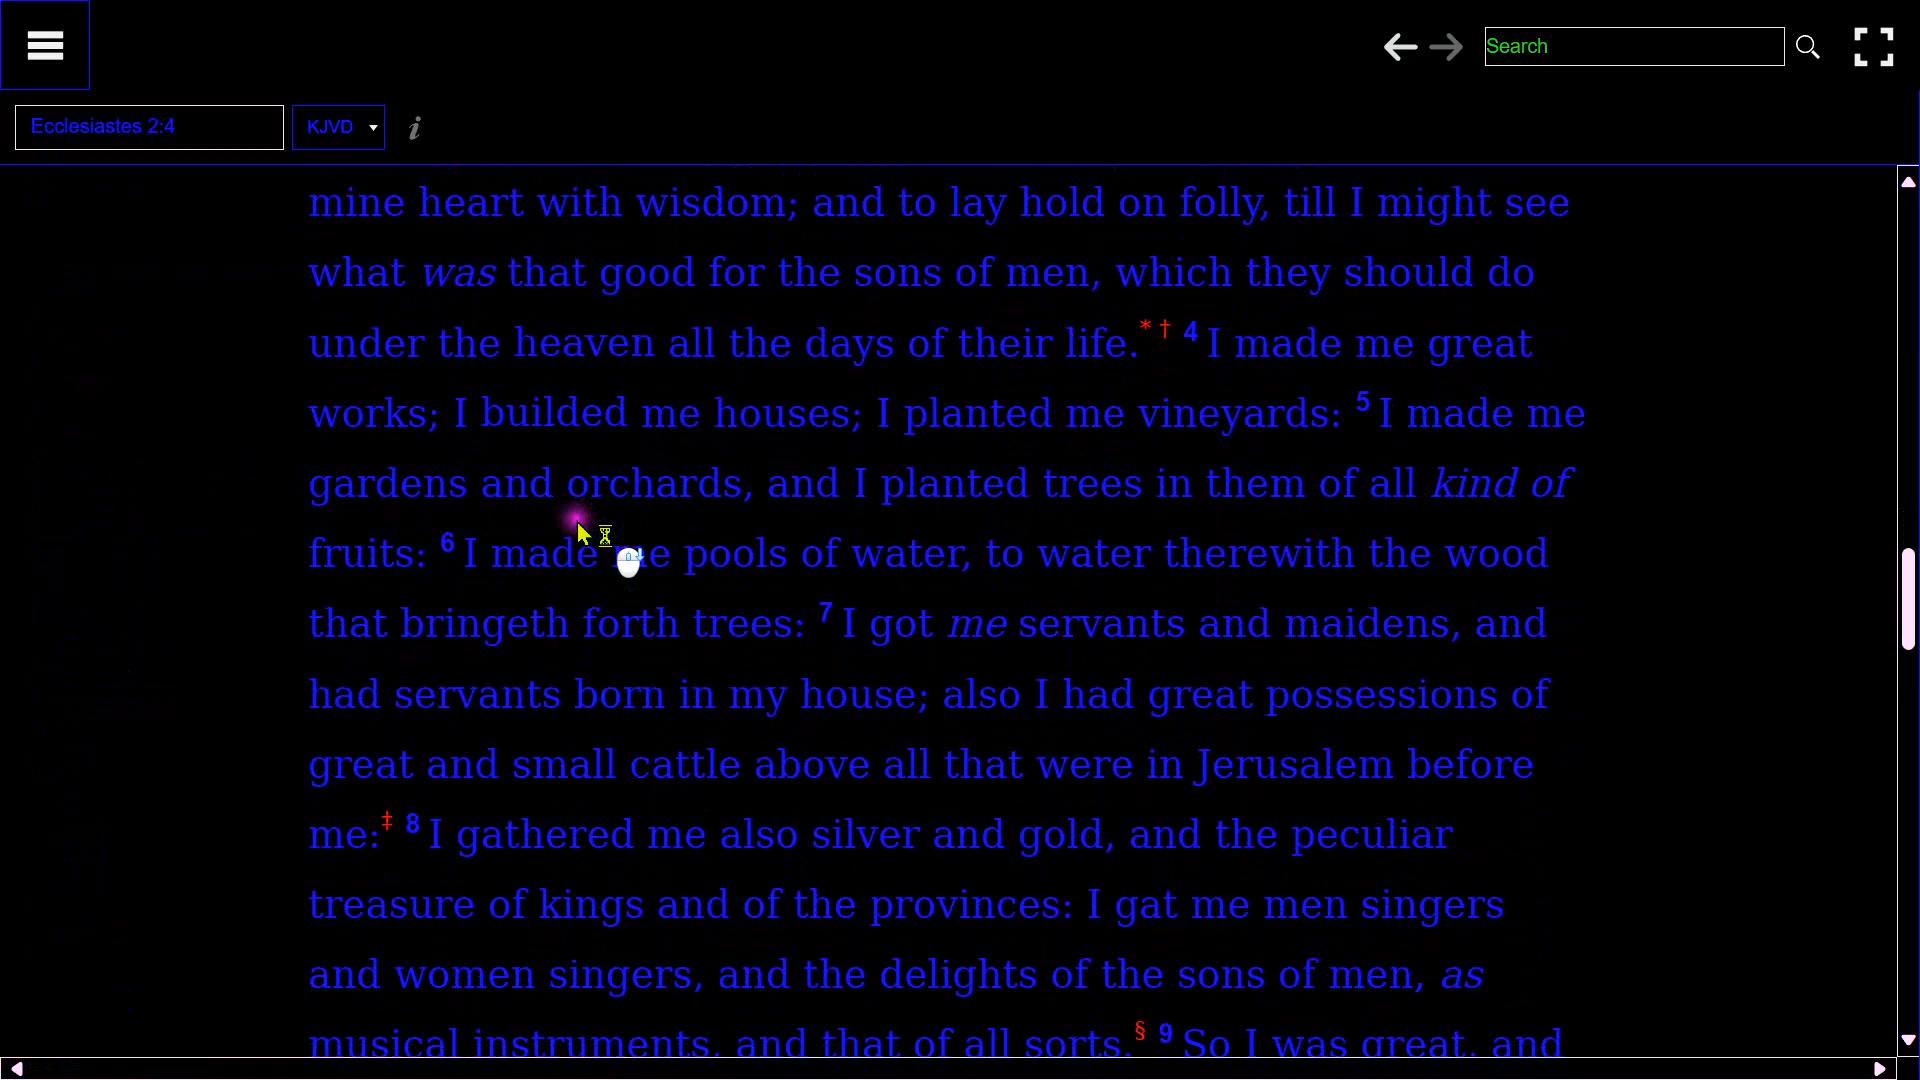 Search
Ecclesiastes 2:4 KJVD i
mine heart with wisdom; and to lay hold on folly, till I might see
what was that good for the sons of men, which they should do
under the heaven all the days of their life.* † 4 I made me great
works; I builded me houses; I planted me vineyards: 5 I made me
gardens and orchards, and I planted trees in them of all kind of
fruits: 6 I made me pools of water, to water therewith the wood
that bringeth forth trees: 7 I got me servants and maidens, and
had servants born in my house; also I had great possessions of
great and small cattle above all that were in Jerusalem before
me:‡ 8 I gathered me also silver and gold, and the peculiar
treasure of kings and of the provinces: I gat me men singers
and women singers, and the delights of the sons of men, as
musical instruments, and that of all sorts.§ 9 So I was great, and